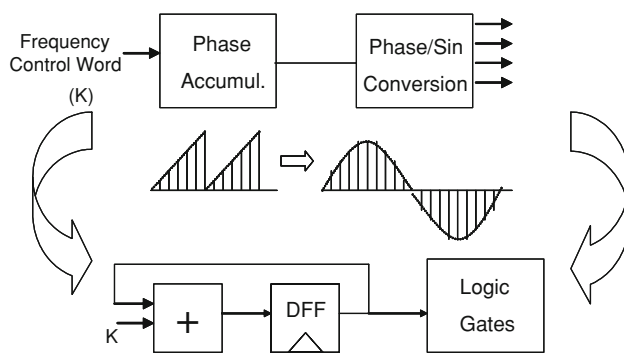 Frequency
Control Word
(K)
Phase
Accumul.
Phase/Sin
Conversion
K
+
DFF
Logic
Gates